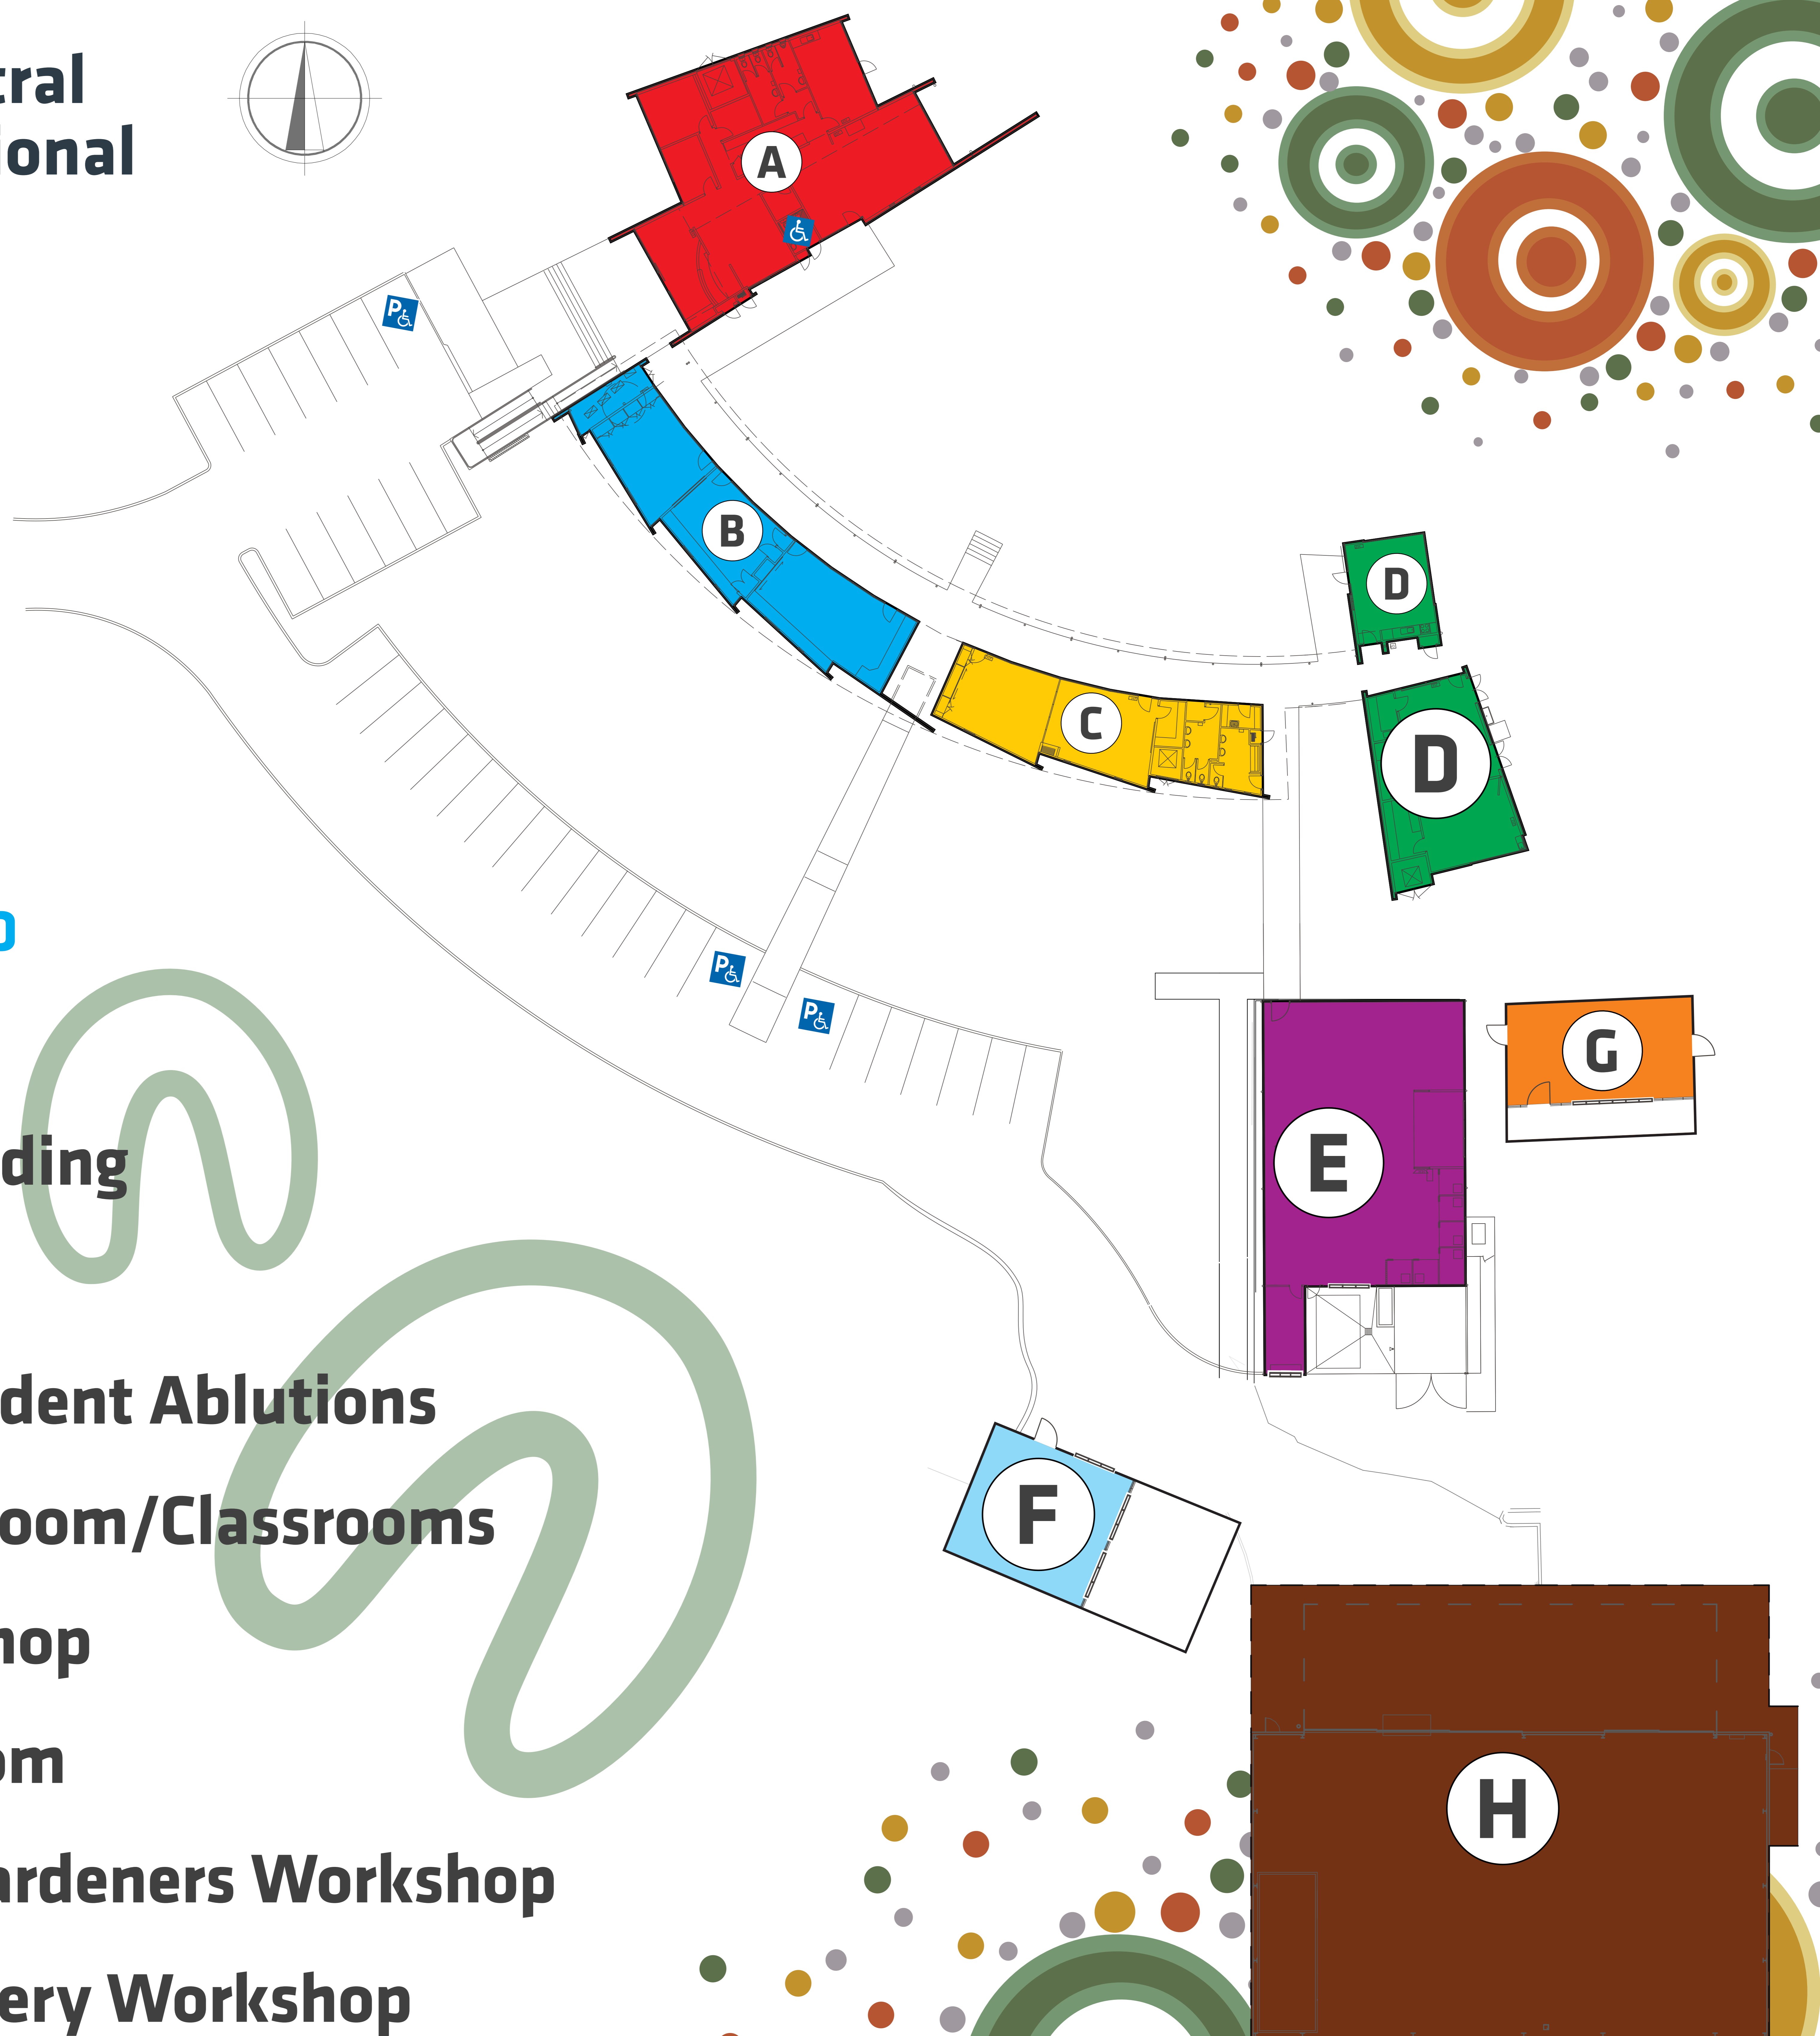 tral
ional
A
P
B
D
C
D
o
P
P
G
ding
E
dent Ablutions
oom/Classrooms
F
hop
om
H
ardeners Workshop
ery Workshop